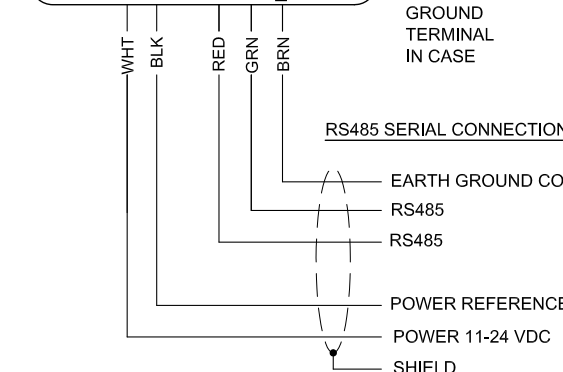 GROUND
TERMINAL
IN CASE
WHT
BLK
RED
GRN
BRN
RS485 SERIAL CONNECTION
EARTH GROUND CO
RS485
RS485
POWER REFERENCE
POWER 11-24 VDC
SHIELD